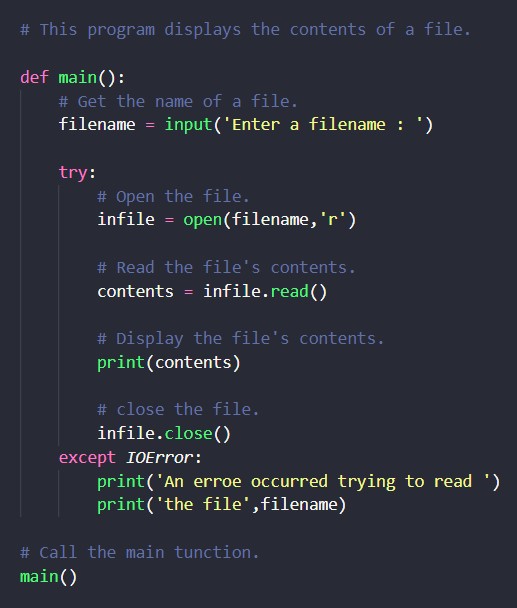 # This program displays the contents of a file.
def main():
# Get the name of a file.
filename = input('Enter a filename : ')
try:
# Open the file.
infile = open(filename,'r')
# Read the file's contents.
contents = infile.read()
# Display the file's contents.
print(contents)
# close the file.
infile.close()
except IOError:
print('An erroe occurred trying to read ')
print('the file',filename)
# Call the main tunction.
main()